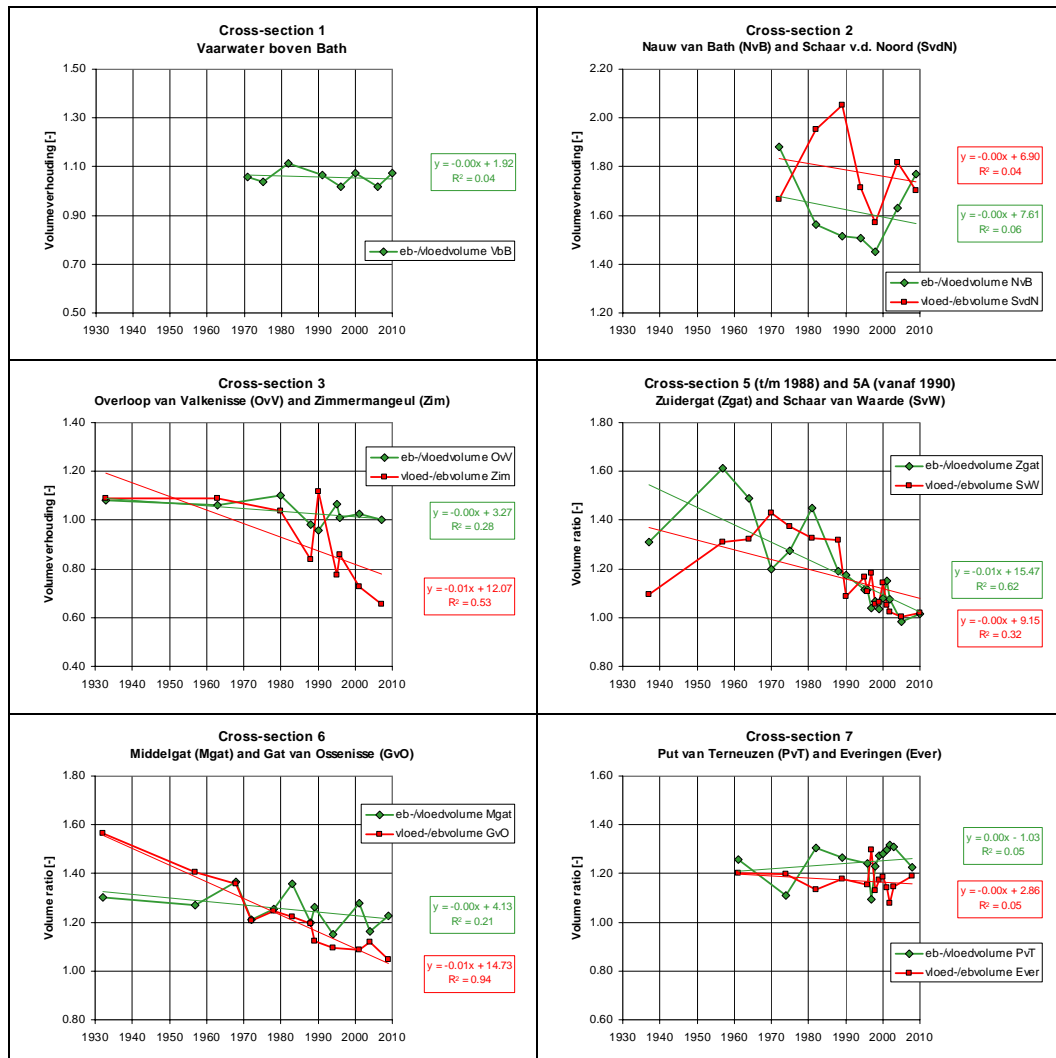 Cross-section 1
Vaarwater boven Bath
Volumeverhouding [-]
1.50
1.30
1.10
0.90
0.70
0.50
1930 1940 1950 1960 1970 1980 1990 2000 2010
y = -0.00x + 1.92
R² = 0.04
eb-/vloedvolume VbB
Cross-section 2
Nauw van Bath (NvB) and Schaar v.d. Noord (SvdN)
Volumeverhouding [-]
2.20
2.00
1.80
1.60
1.40
1.20
1930 1940 1950 1960 1970 1980 1990 2000 2010
y = -0.00x + 6.90
R² = 0.04
y = -0.00x + 7.61
R² = 0.06
eb-/vloedvolume NvB
vloed-/ebvolume SvdN
Cross-section 3
Overloop van Valkenisse (OvV) and Zimmermangeul (Zim)
Volumeverhouding [-]
1.40
1.20
1.00
0.80
0.60
0.40
1930 1940 1950 1960 1970 1980 1990 2000 2010
eb-/vloedvolume OvV
vloed-/ebvolume Zim
y = -0.00x + 3.27
R² = 0.28
y = -0.01x + 12.07
R² = 0.53
Cross-section 5 (t/m 1988) and 5A (vanaf 1990)
Zuidergat (Zgat) and Schaar van Waarde (SvW)
Volume ratio [-]
1.80
1.60
1.40
1.20
1.00
0.80
1930 1940 1950 1960 1970 1980 1990 2000 2010
eb-/vloedvolume Zgat
vloed-/ebvolume SvW
y = -0.01x + 15.47
R² = 0.62
y = -0.00x + 9.15
R² = 0.32
Cross-section 6
Middelgat (Mgat) and Gat van Ossenisse (GvO)
Volume ratio [-]
1.80
1.60
1.40
1.20
1.00
0.80
1930 1940 1950 1960 1970 1980 1990 2000 2010
eb-/vloedvolume Mgat
vloed-/ebvolume GvO
y = -0.00x + 4.13
R² = 0.21
y = -0.01x + 14.73
R² = 0.94
Cross-section 7
Put van Terneuzen (PvT) and Everingen (Ever)
Volume ratio [-]
1.60
1.40
1.20
1.00
0.80
0.60
1930 1940 1950 1960 1970 1980 1990 2000 2010
y = 0.00x - 1.03
R² = 0.05
y = -0.00x + 2.86
R² = 0.05
eb-/vloedvolume PvT
vloed-/ebvolume Ever